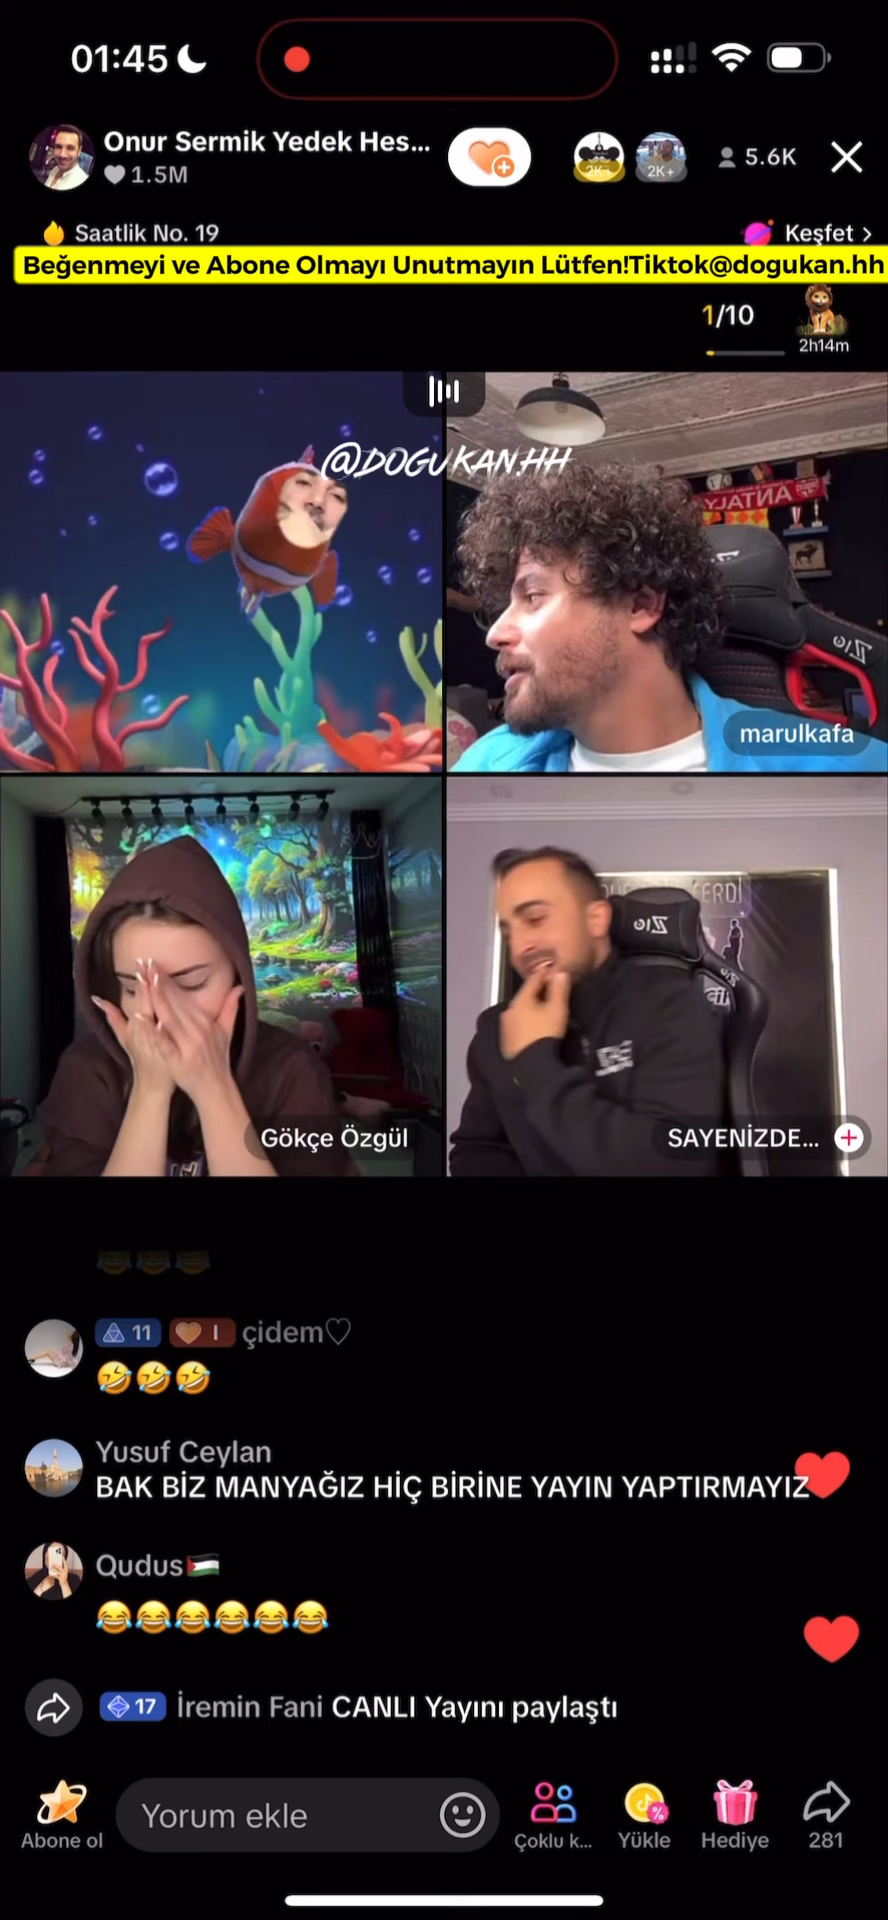 01:45
Onur Sermik Yedek Hes...
1.5M
2K+
2K+
5.6K
Saatlik No. 19
Keşfet >
Beğenmeyi ve Abone Olmayı Unutmayın Lütfen!Tiktok@dogukan.hh
1/10
2h14m
@DOGUKAN.HH
ANTALY
marulkafa
Gökçe Özgül
SAYENİZDE...
11 I çidem♡
🤣🤣🤣
Yusuf Ceylan
BAK BİZ MANYAĞIZ HİÇ BİRİNE YAYIN YAPTIRMAYIZ
Qudus🇵🇸
😂😂😂😂😂😂
17 İremin Fani CANLI Yayını paylaştı
Yorum ekle
Abone ol
Çoklu k...
Yükle
Hediye
281